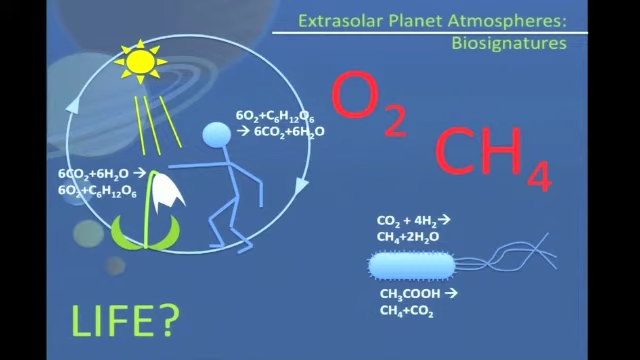 Extrasolar Planet Atmospheres:
Biosignatures
O₂
CH₄
6O₂+C₆H₁₂O₆
→ 6CO₂+6H₂O
6CO₂+6H₂O →
6O₂+C₆H₁₂O₆
CO₂ + 4H₂→
CH₄+2H₂O
CH₃COOH →
CH₄+CO₂
LIFE?